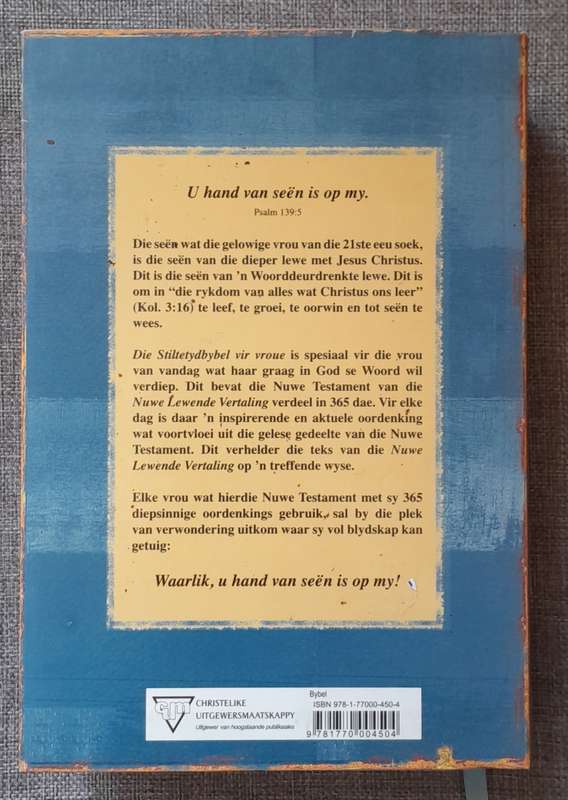 U hand van seën is op my.
Psalm 139:5
Die seën wat die gelowige vrou van die 21ste eeu soek,
is die seën van die dieper lewe met Jesus Christus.
Dit is die seën van 'n Woorddeurdrenkte lewe. Dit is
om in “die rykdom van alles wat Christus ons leer”
(Kol. 3:16) te leef, te groei, te oorwin en tot seën te
wees.
Die Stiltetydbybel vir vroue is spesiaal vir die vrou
van vandag wat haar graag in God se Woord wil
verdiep. Dit bevat die Nuwe Testament van die
Nuwe Lewende Vertaling verdeel in 365 dae. Vir elke
dag is daar 'n inspirerende en aktuele oordenking
wat voortvloei uit die gelese gedeelte van die Nuwe
Testament. Dit verhelder die teks van die Nuwe
Lewende Vertaling op 'n treffende wyse.
Elke vrou wat hierdie Nuwe Testament met sy 365
diepsinnige oordenkings gebruik, sal by die plek
van verwondering uitkom waar sy vol blydskap kan
getuig:
Waarlik, u hand van seën is op my!
cum
CHRISTELIKE
UITGEWERSMAATSKAPPY
Uitgewer van hoogstaande publikasies
Bybel
ISBN 978-1-77000-450-4
9 781770 004504